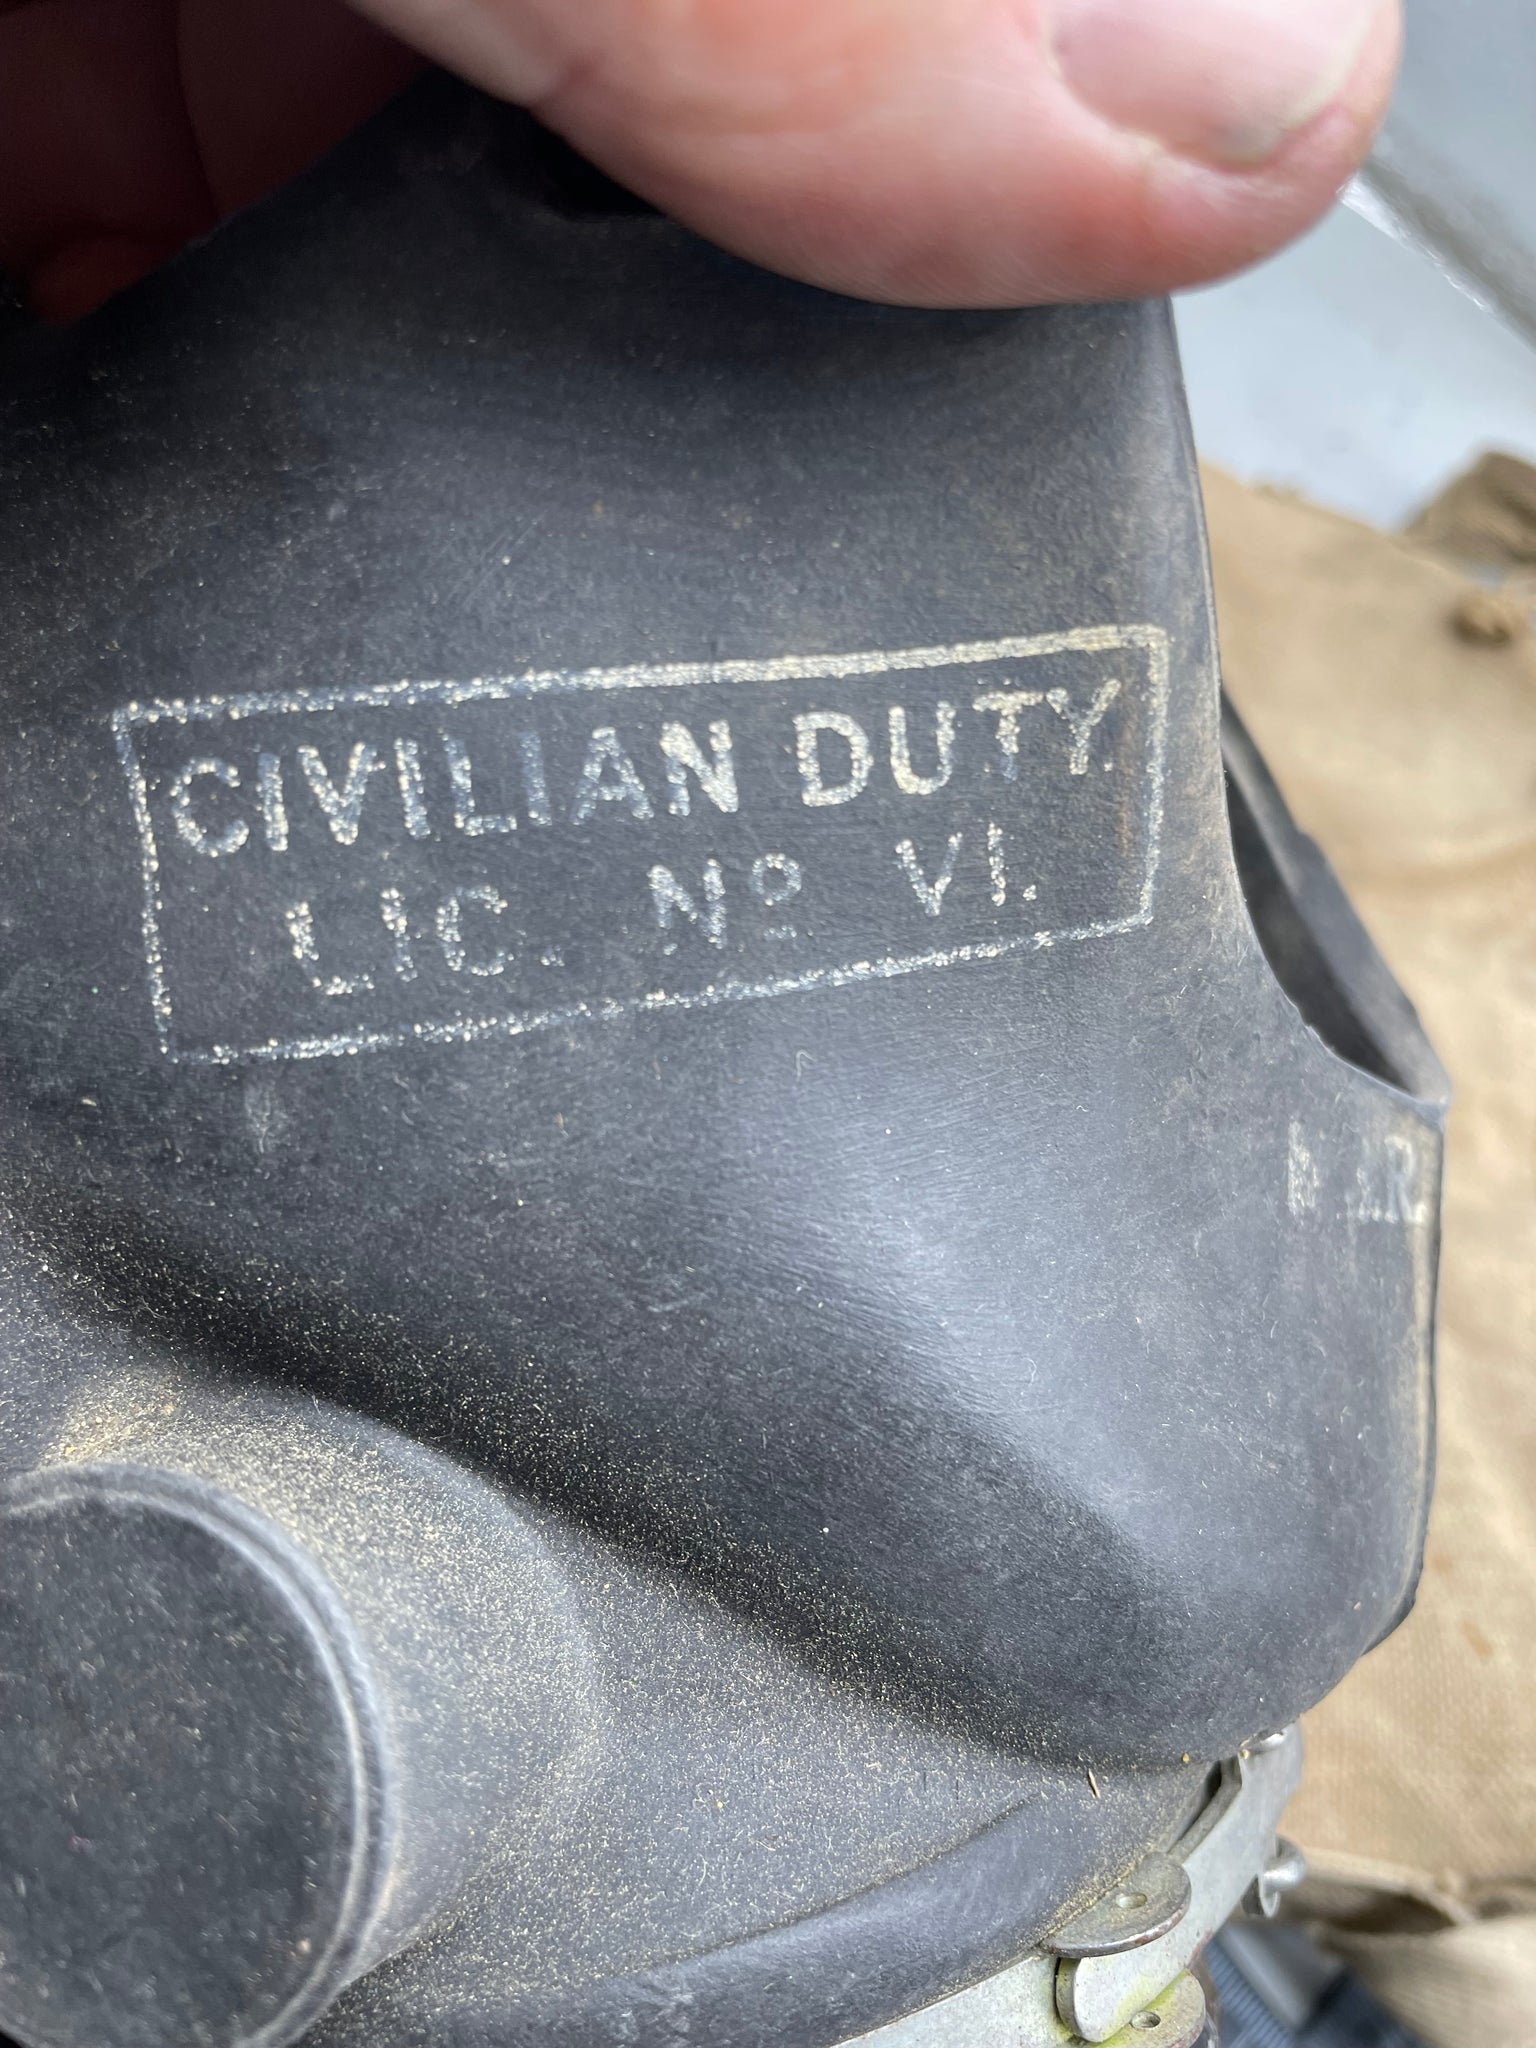 CIVILIAN DUTY.
LIC. Nº VI.